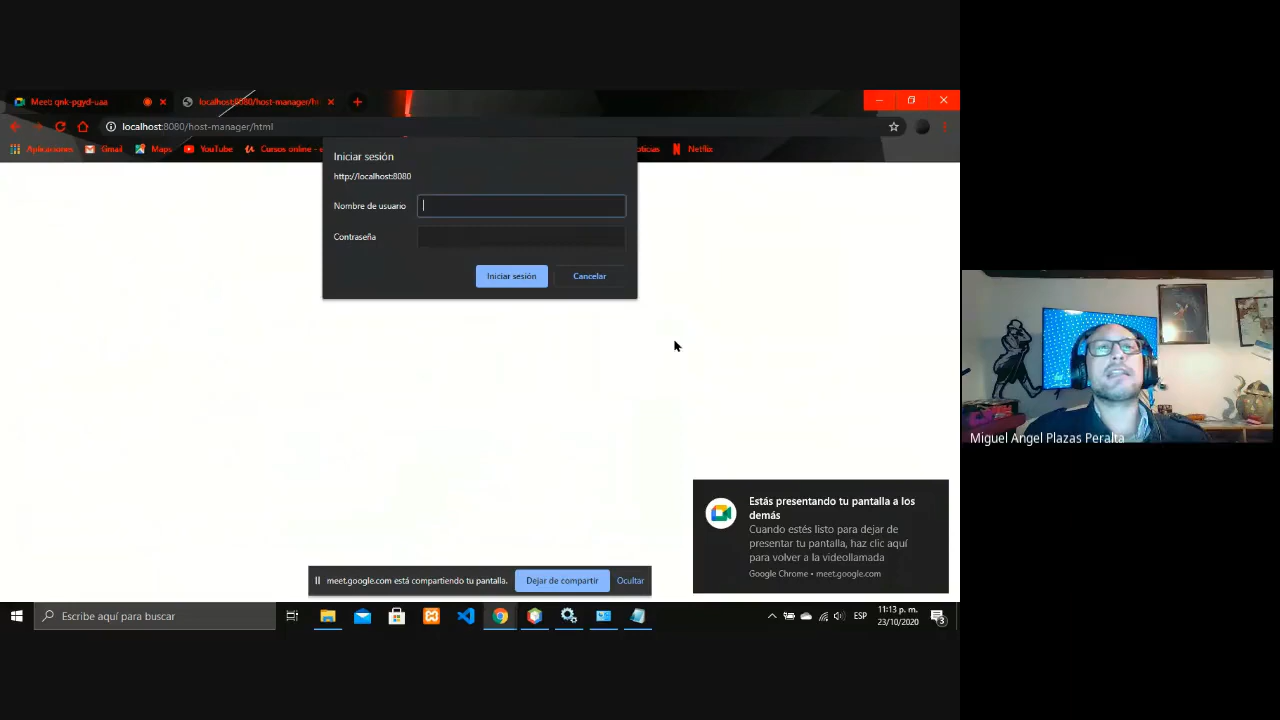 Meet: qnk-pgyd-uaa
localhost:8080/host-manager/ht
localhost:8080/host-manager/html
Aplicaciones Gmail Maps YouTube Cursos online - e oticias Netflix
Iniciar sesión
http://localhost:8080
Nombre de usuario
Contraseña
Iniciar sesión Cancelar
Miguel Angel Plazas Peralta
Estás presentando tu pantalla a los
demás
Cuando estés listo para dejar de
presentar tu pantalla, haz clic aquí
para volver a la videollamada
Google Chrome • meet.google.com
meet.google.com está compartiendo tu pantalla. Dejar de compartir Ocultar
Escribe aquí para buscar
ESP
11:13 p. m.
23/10/2020
3